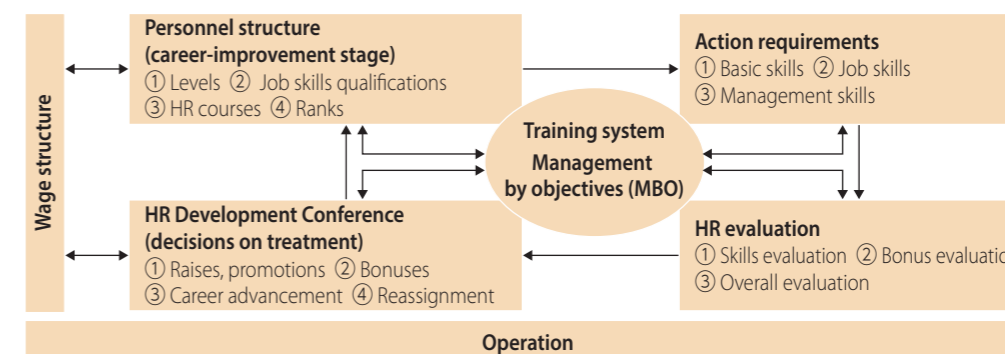 Wage structure
Personnel structure
(career-improvement stage)
① Levels ② Job skills qualifications
③ HR courses ④ Ranks
Action requirements
① Basic skills ② Job skills
③ Management skills
Training system
Management
by objectives (MBO)
HR Development Conference
(decisions on treatment)
① Raises, promotions ② Bonuses
③ Career advancement ④ Reassignment
HR evaluation
① Skills evaluation ② Bonus evaluatio
③ Overall evaluation
Operation